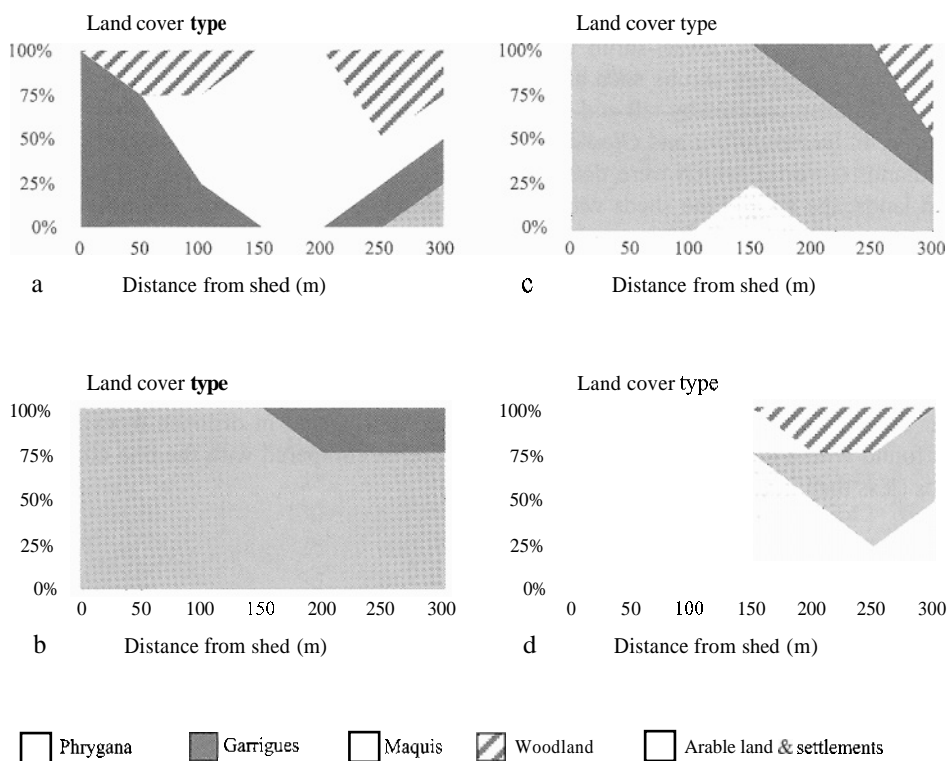 Land cover type
100%
75%
50%
25%
0%
0 50 100 150 200 250 300
a Distance from shed (m)
Land cover type
100%
75%
50%
25%
0%
0 50 100 150 200 250 300
c Distance from shed (m)
Land cover type
100%
75%
50%
25%
0%
0 50 100 150 200 250 300
b Distance from shed (m)
Land cover type
100%
75%
50%
25%
0%
0 50 100 150 200 250 300
d Distance from shed (m)
Phrygana Garrigues Maquis Woodland Arable land & settlements